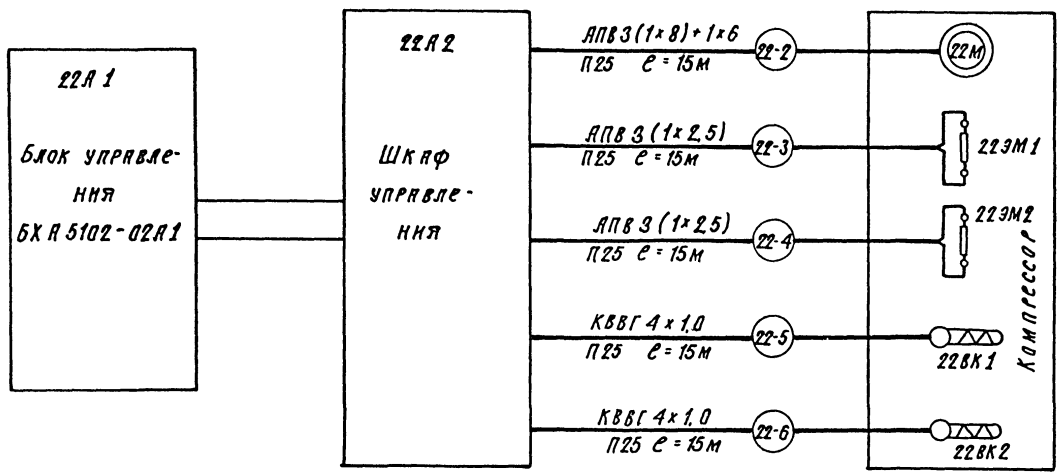 22А1
Блок управле-
ния
БХА5102-02А1
22А2
Шкаф
управле-
ния
АПВ 3(1×8)+1×6
П25 ℓ=15м
22-2
22М
АПВ 3(1×2,5)
П25 ℓ=15м
22-3
22ЭМ1
АПВ 3(1×2,5)
П25 ℓ=15м
22-4
22ЭМ2
КВВГ 4×1,0
П25 ℓ=15м
22-5
22ВК1
КВВГ 4×1,0
П25 ℓ=15м
22-6
22ВК2
Компрессор